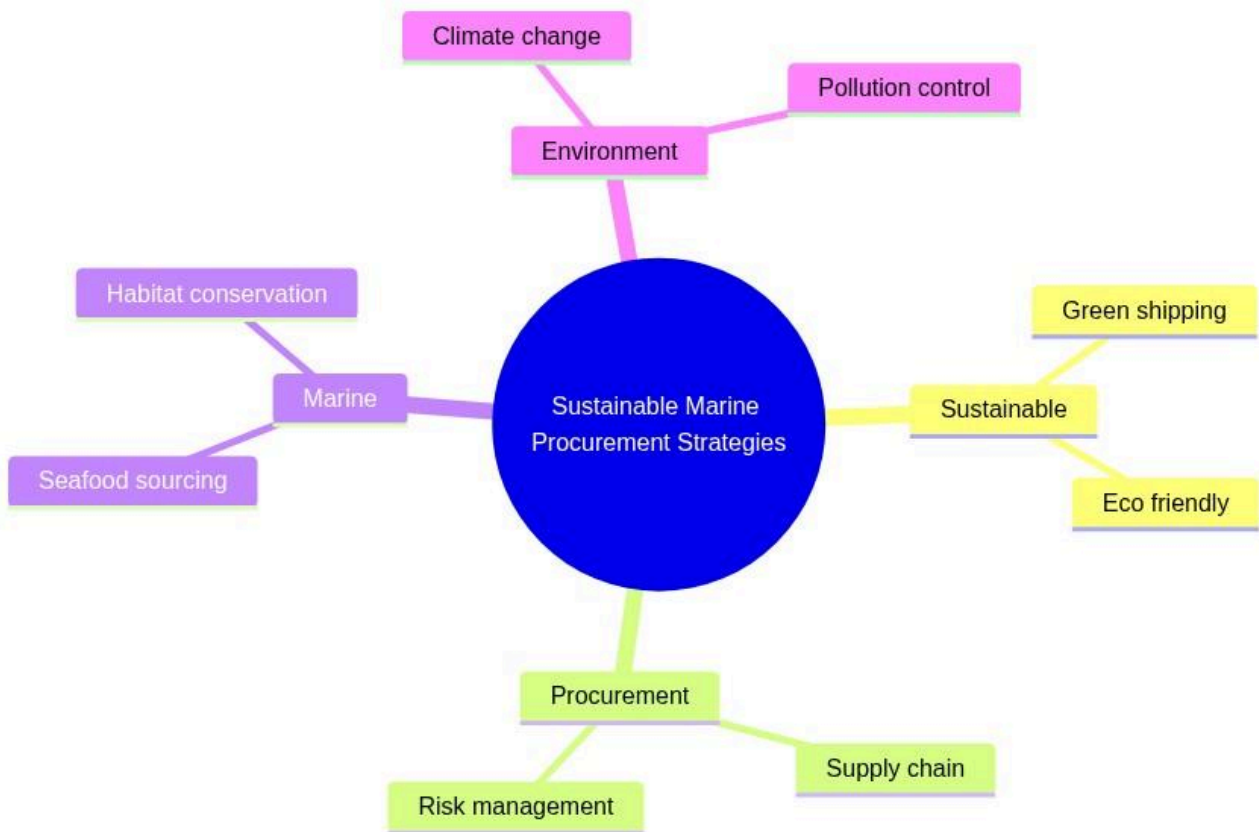 Climate change
Pollution control
Environment
Habitat conservation
Green shipping
Marine
Sustainable Marine
Procurement Strategies
Sustainable
Seafood sourcing
Eco friendly
Procurement
Supply chain
Risk management